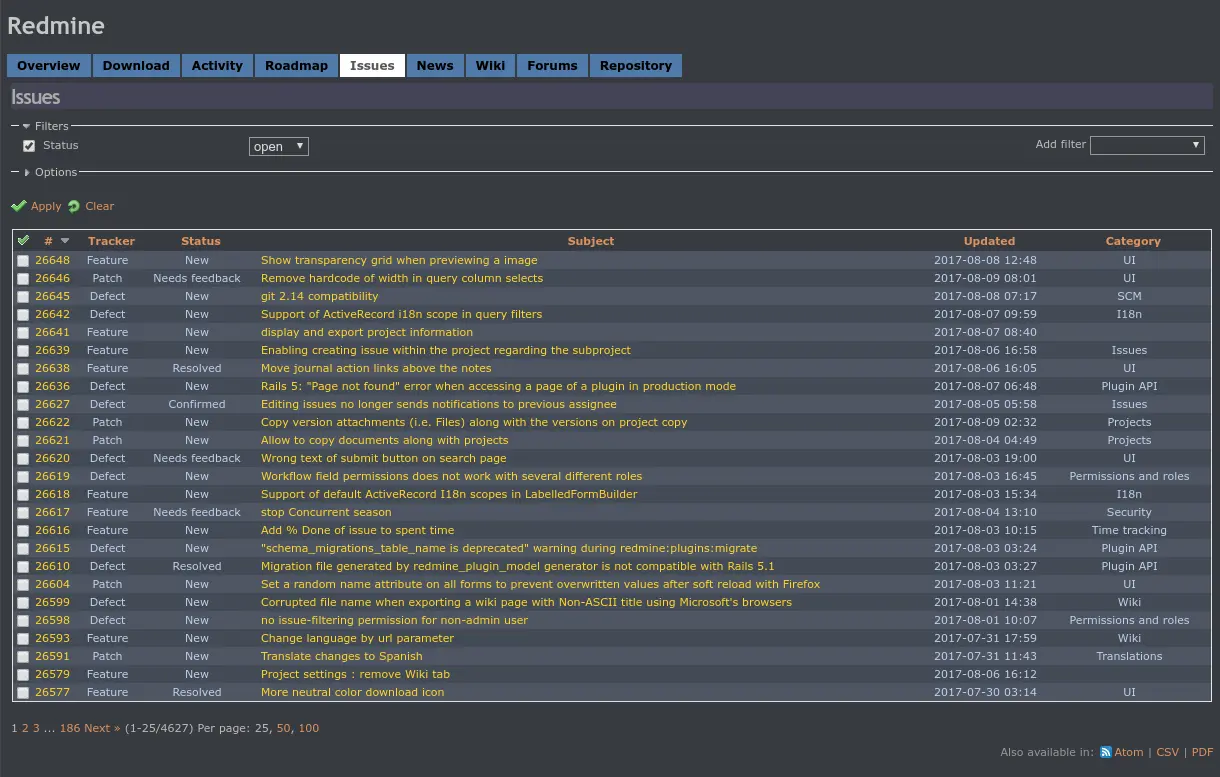 Redmine
Overview Download Activity Roadmap Issues News Wiki Forums Repository
Issues
Filters
Status open Add filter
Options
Apply Clear
# Tracker Status Subject Updated Category
26648 Feature New Show transparency grid when previewing a image 2017-08-08 12:48 UI
26646 Patch Needs feedback Remove hardcode of width in query column selects 2017-08-09 08:01 UI
26645 Defect New git 2.14 compatibility 2017-08-08 07:17 SCM
26642 Defect New Support of ActiveRecord i18n scope in query filters 2017-08-07 09:59 I18n
26641 Feature New display and export project information 2017-08-07 08:40
26639 Feature New Enabling creating issue within the project regarding the subproject 2017-08-06 16:58 Issues
26638 Feature Resolved Move journal action links above the notes 2017-08-06 16:05 UI
26636 Defect New Rails 5: "Page not found" error when accessing a page of a plugin in production mode 2017-08-07 06:48 Plugin API
26627 Defect Confirmed Editing issues no longer sends notifications to previous assignee 2017-08-05 05:58 Issues
26622 Patch New Copy version attachments (i.e. Files) along with the versions on project copy 2017-08-09 02:32 Projects
26621 Patch New Allow to copy documents along with projects 2017-08-04 04:49 Projects
26620 Defect Needs feedback Wrong text of submit button on search page 2017-08-03 19:00 UI
26619 Defect New Workflow field permissions does not work with several different roles 2017-08-03 16:45 Permissions and roles
26618 Feature New Support of default ActiveRecord I18n scopes in LabelledFormBuilder 2017-08-03 15:34 I18n
26617 Feature Needs feedback stop Concurrent season 2017-08-04 13:10 Security
26616 Feature New Add % Done of issue to spent time 2017-08-03 10:15 Time tracking
26615 Defect New "schema_migrations_table_name is deprecated" warning during redmine:plugins:migrate 2017-08-03 03:24 Plugin API
26610 Defect Resolved Migration file generated by redmine_plugin_model generator is not compatible with Rails 5.1 2017-08-03 03:27 Plugin API
26604 Patch New Set a random name attribute on all forms to prevent overwritten values after soft reload with Firefox 2017-08-03 11:21 UI
26599 Defect New Corrupted file name when exporting a wiki page with Non-ASCII title using Microsoft's browsers 2017-08-01 14:38 Wiki
26598 Defect New no issue-filtering permission for non-admin user 2017-08-01 10:07 Permissions and roles
26593 Feature New Change language by url parameter 2017-07-31 17:59 Wiki
26591 Patch New Translate changes to Spanish 2017-07-31 11:43 Translations
26579 Feature New Project settings : remove Wiki tab 2017-08-06 16:12
26577 Feature Resolved More neutral color download icon 2017-07-30 03:14 UI
1 2 3 ... 186 Next » (1-25/4627) Per page: 25, 50, 100
Also available in: Atom | CSV | PDF